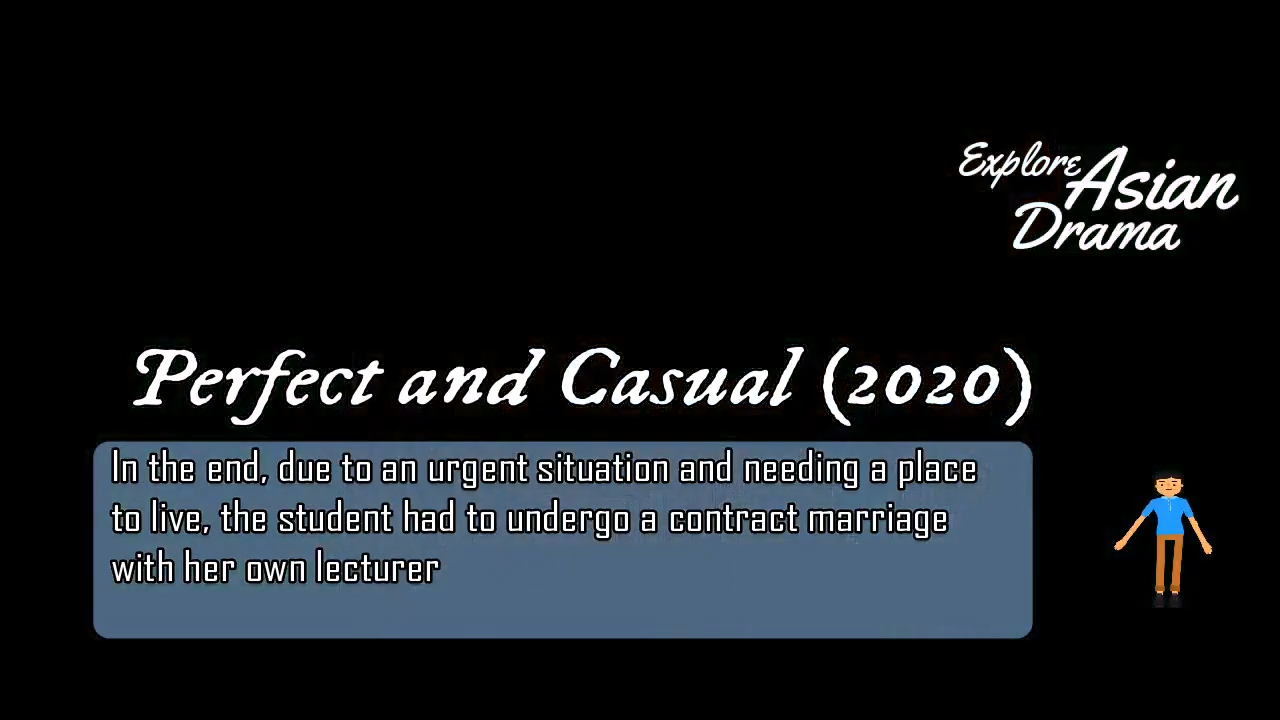 Explore Asian
Drama
Perfect and Casual (2020)
In the end, due to an urgent situation and needing a place
to live, the student had to undergo a contract marriage
with her own lecturer